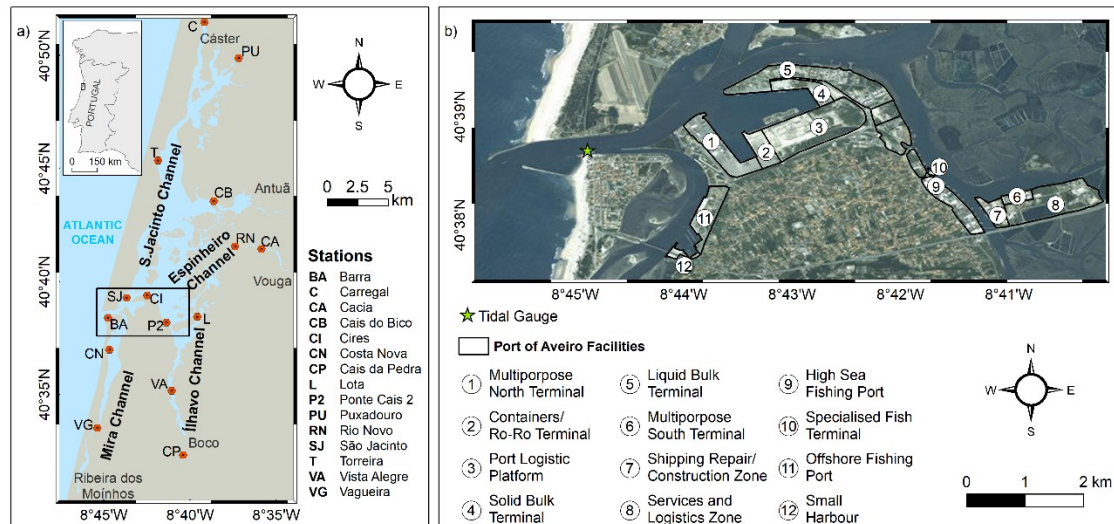 a)
C
Cáster
PU
PORTUGAL
0 150 km
40°50'N
40°45'N
40°40'N
40°35'N
T
S.Jacinto Channel
CB
Antuã
ATLANTIC
OCEAN
Espinheiro
Channel
RN
CA
Vouga
SJ
CI
BA
P2
L
CN
Mira Channel
VA
Ílhavo Channel
VG
CP
Boco
Ribeira dos
Moínhos
8°45'W
8°40'W
8°35'W
N
W
E
S
0 2.5 5
km
Stations
BA Barra
C Carregal
CA Cacia
CB Cais do Bico
CI Cires
CN Costa Nova
CP Cais da Pedra
L Lota
P2 Ponte Cais 2
PU Puxadouro
RN Rio Novo
SJ São Jacinto
T Torreira
VA Vista Alegre
VG Vagueira
b)
40°39'N
40°38'N
5
4
3
1
2
10
9
6
7
8
11
12
8°45'W
8°44'W
8°43'W
8°42'W
8°41'W
Tidal Gauge
Port of Aveiro Facilities
1 Multiporpose
North Terminal
2 Containers/
Ro-Ro Terminal
3 Port Logistic
Platform
4 Solid Bulk
Terminal
5 Liquid Bulk
Terminal
6 Multiporpose
South Terminal
7 Shipping Repair/
Construction Zone
8 Services and
Logistics Zone
9 High Sea
Fishing Port
10 Specialised Fish
Terminal
11 Offshore Fishing
Port
12 Small
Harbour
N
W
E
S
0 1 2 km